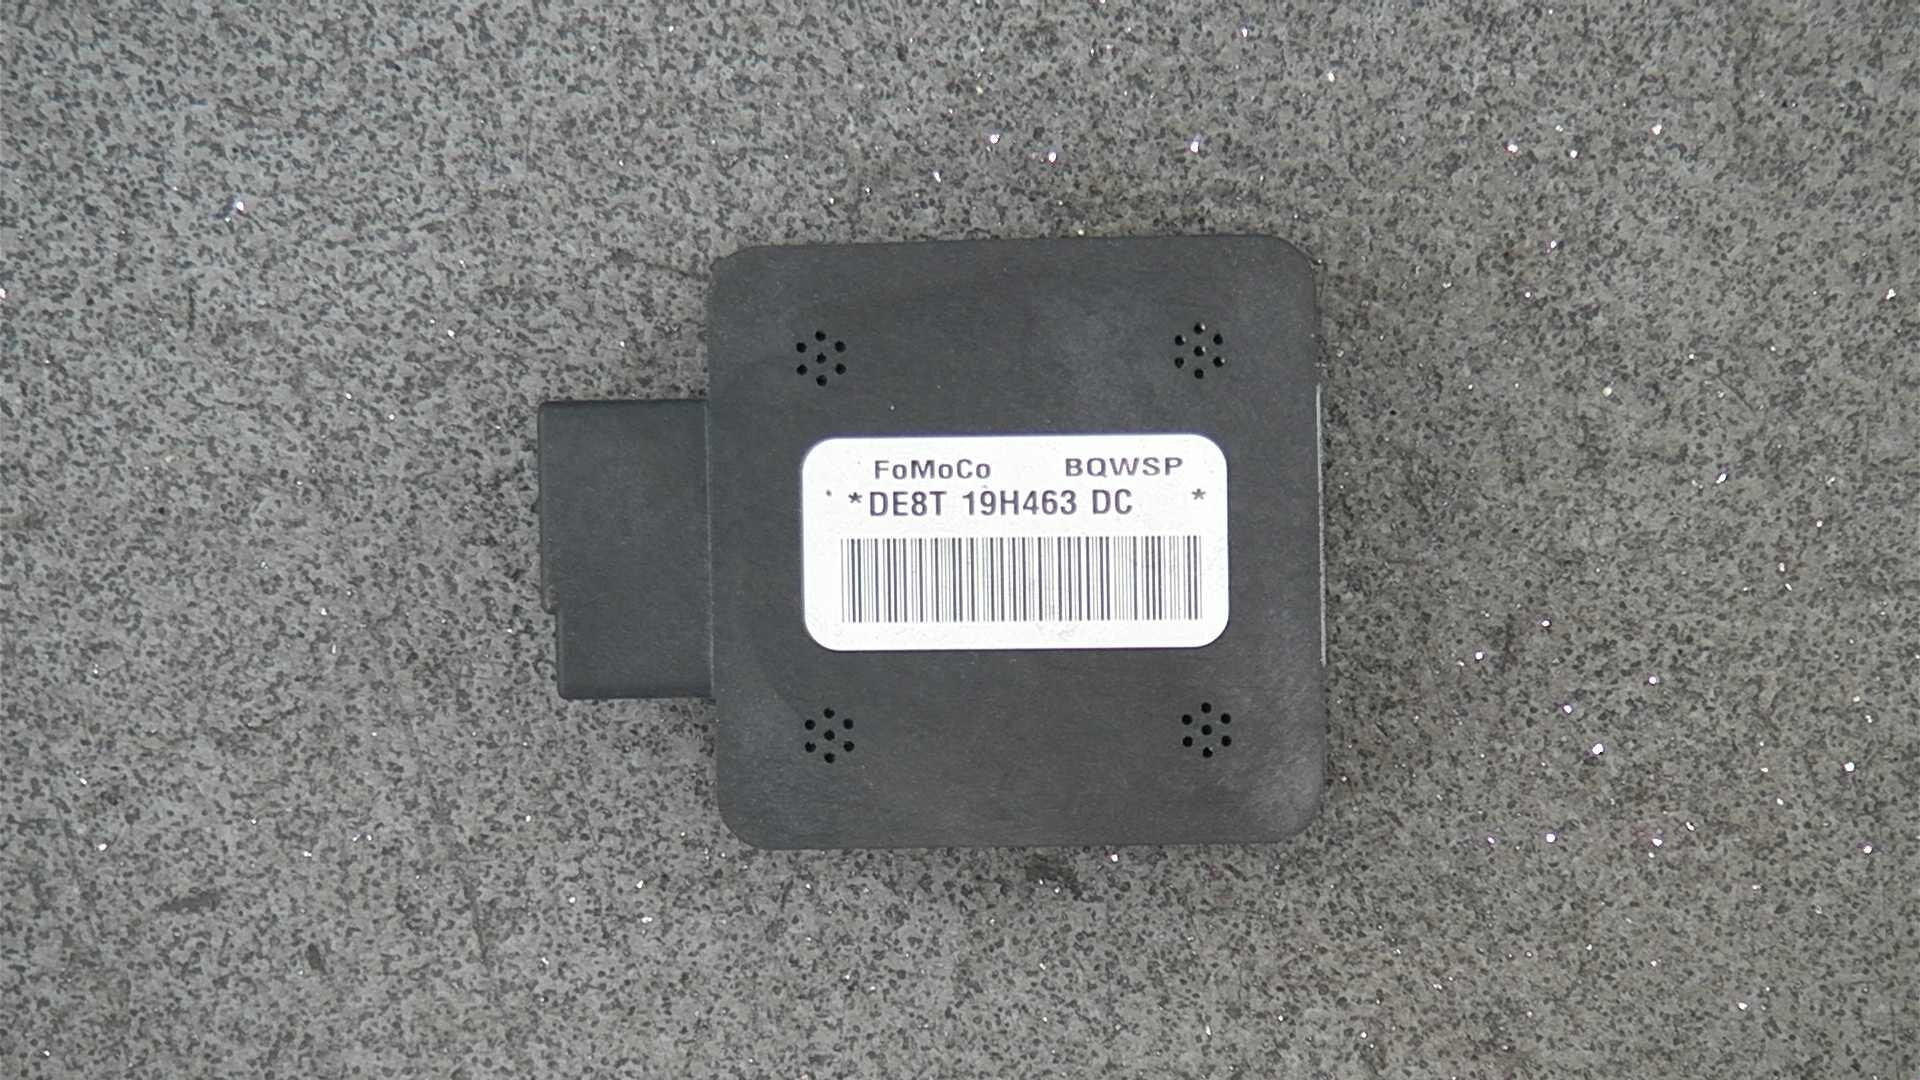 FoMoCo BQWSP
*DE8T 19H463 DC *